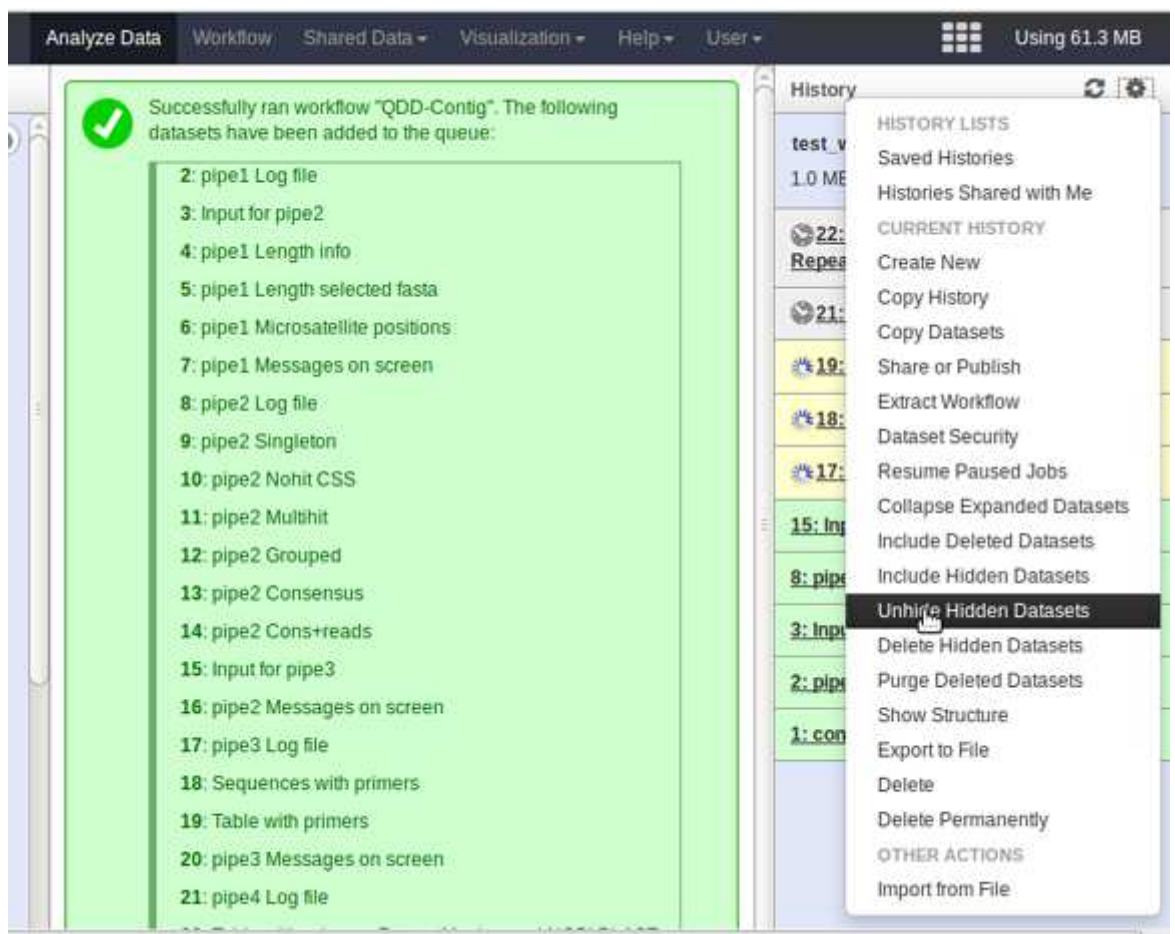 Analyze Data Workflow Shared Data Visualization Help User Using 61.3 MB
Successfully ran workflow "QDD-Contig". The following
datasets have been added to the queue:
2: pipe1 Log file
3: Input for pipe2
4: pipe1 Length info
5: pipe1 Length selected fasta
6: pipe1 Microsatellite positions
7: pipe1 Messages on screen
8: pipe2 Log file
9: pipe2 Singleton
10: pipe2 Nohit CSS
11: pipe2 Multihit
12: pipe2 Grouped
13: pipe2 Consensus
14: pipe2 Cons+reads
15: Input for pipe3
16: pipe2 Messages on screen
17: pipe3 Log file
18: Sequences with primers
19: Table with primers
20: pipe3 Messages on screen
21: pipe4 Log file
History
test_w
1.0 MB
22:
Repea
21:
19:
18:
17:
15: Inp
8: pipe
3: Inpu
2: pipe
1: con
HISTORY LISTS
Saved Histories
Histories Shared with Me
CURRENT HISTORY
Create New
Copy History
Copy Datasets
Share or Publish
Extract Workflow
Dataset Security
Resume Paused Jobs
Collapse Expanded Datasets
Include Deleted Datasets
Include Hidden Datasets
Unhide Hidden Datasets
Delete Hidden Datasets
Purge Deleted Datasets
Show Structure
Export to File
Delete
Delete Permanently
OTHER ACTIONS
Import from File